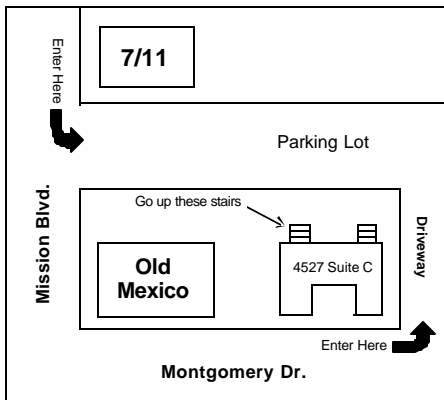 Enter Here
7/11
Parking Lot
Mission Blvd.
Go up these stairs
Old
Mexico
4527 Suite C
Driveway
Enter Here
Montgomery Dr.